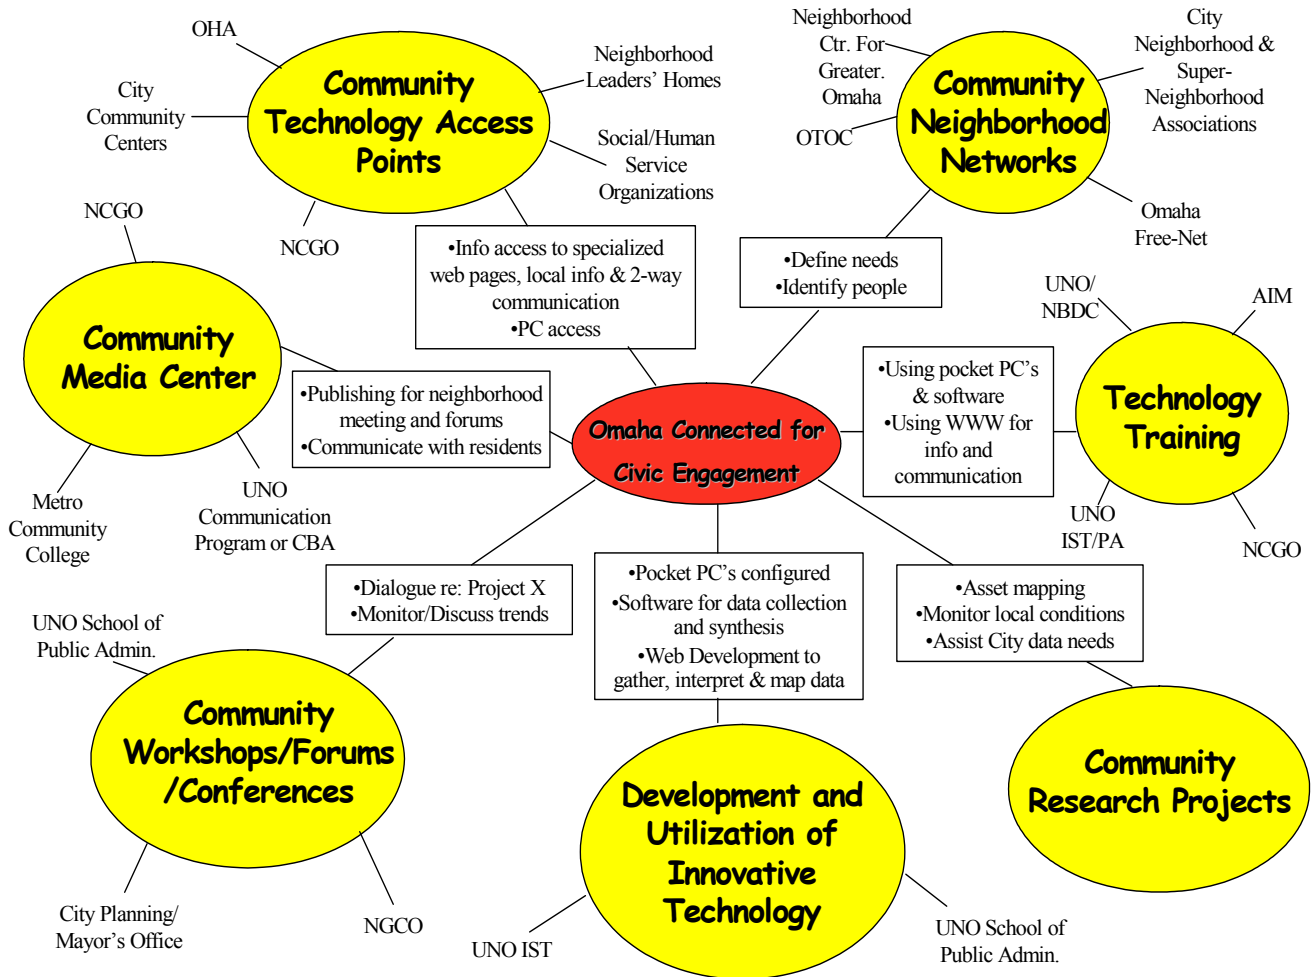 OHA
City
Community
Centers
Community
Technology Access
Points
Neighborhood
Leaders' Homes
Social/Human
Service
Organizations
NCGO
Neighborhood
Ctr. For
Greater.
Omaha
OTOC
Community
Neighborhood
Networks
City
Neighborhood &
Super-
Neighborhood
Associations
Omaha
Free-Net
•Info access to specialized
web pages, local info & 2-way
communication
•PC access
•Define needs
•Identify people
NCGO
Community
Media Center
Metro
Community
College
UNO
Communication
Program or CBA
•Publishing for neighborhood
meeting and forums
•Communicate with residents
Omaha Connected for
Civic Engagement
•Using pocket PC's
& software
•Using WWW for
info and
communication
UNO/
NBDC
AIM
Technology
Training
UNO
IST/PA
NCGO
•Dialogue re: Project X
•Monitor/Discuss trends
•Pocket PC's configured
•Software for data collection
and synthesis
•Web Development to
gather, interpret & map data
•Asset mapping
•Monitor local conditions
•Assist City data needs
UNO School of
Public Admin.
Community
Workshops/Forums
/Conferences
City Planning/
Mayor's Office
NGCO
Development and
Utilization of
Innovative
Technology
UNO IST
UNO School of
Public Admin.
Community
Research Projects